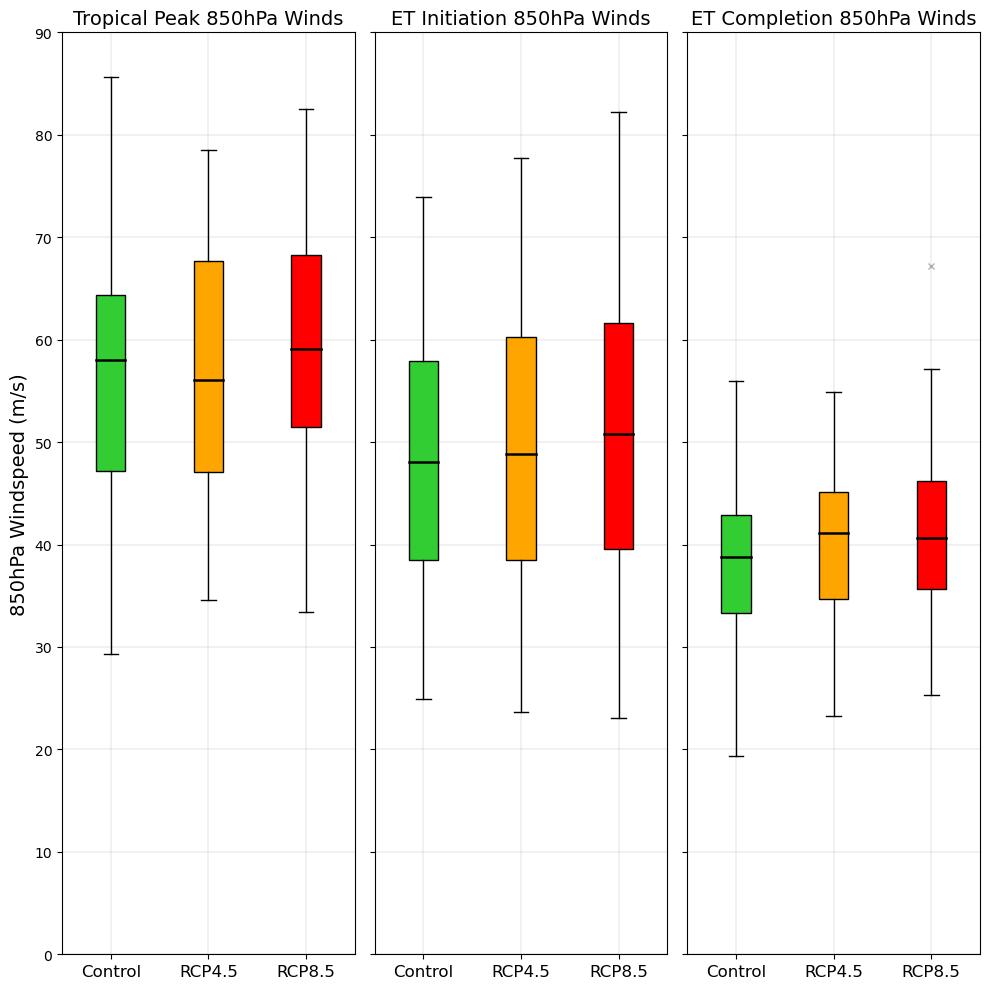 Tropical Peak 850hPa Winds
ET Initiation 850hPa Winds
ET Completion 850hPa Winds
850hPa Windspeed (m/s)
90
80
70
60
50
40
30
20
10
0
Control
RCP4.5
RCP8.5
Control
RCP4.5
RCP8.5
Control
RCP4.5
RCP8.5